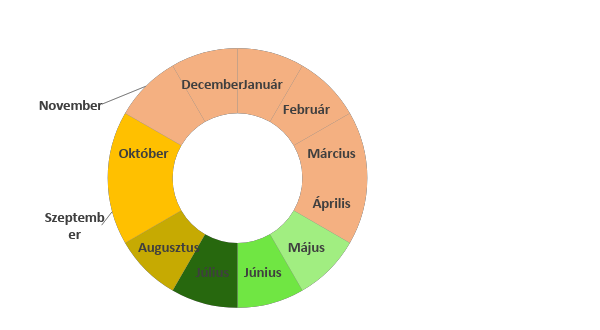 December
Január
Február
Március
Április
Május
Június
Július
Augusztus
Szeptemb
er
Október
November